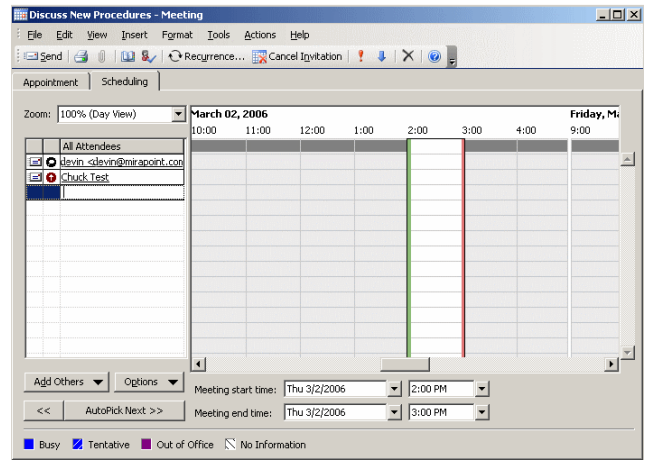 Discuss New Procedures - Meeting
File Edit View Insert Format Tools Actions Help
Send Recurrence... Cancel Invitation
Appointment Scheduling
Zoom: 100% (Day View) March 02, 2006 Friday, Ma
10:00 11:00 12:00 1:00 2:00 3:00 4:00 9:00
All Attendees
devin <devin@mirapoint.con
Chuck Test
Add Others Options Meeting start time: Thu 3/2/2006 2:00 PM
<< AutoPick Next >> Meeting end time: Thu 3/2/2006 3:00 PM
Busy Tentative Out of Office No Information